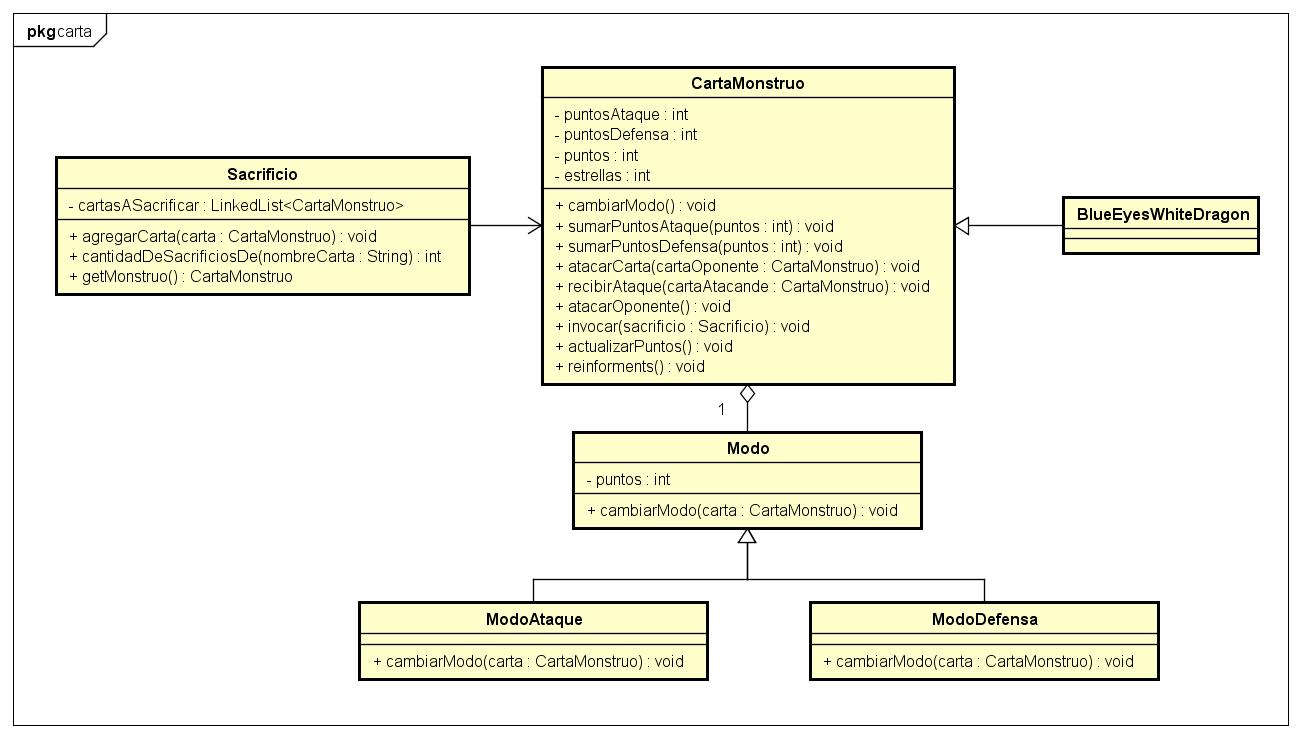 pkg carta
CartaMonstruo
- puntosAtaque : int
- puntosDefensa : int
- puntos : int
- estrellas : int
+ cambiarModo() : void
+ sumarPuntosAtaque(puntos : int) : void
+ sumarPuntosDefensa(puntos : int) : void
+ atacarCarta(cartaOponente : CartaMonstruo) : void
+ recibirAtaque(cartaAtacande : CartaMonstruo) : void
+ atacarOponente() : void
+ invocar(sacrificio : Sacrificio) : void
+ actualizarPuntos() : void
+ reinforments() : void
Sacrificio
- cartasASacrificar : LinkedList<CartaMonstruo>
+ agregarCarta(carta : CartaMonstruo) : void
+ cantidadDeSacrificiosDe(nombreCarta : String) : int
+ getMonstruo() : CartaMonstruo
BlueEyesWhiteDragon
1
Modo
- puntos : int
+ cambiarModo(carta : CartaMonstruo) : void
ModoAtaque
+ cambiarModo(carta : CartaMonstruo) : void
ModoDefensa
+ cambiarModo(carta : CartaMonstruo) : void